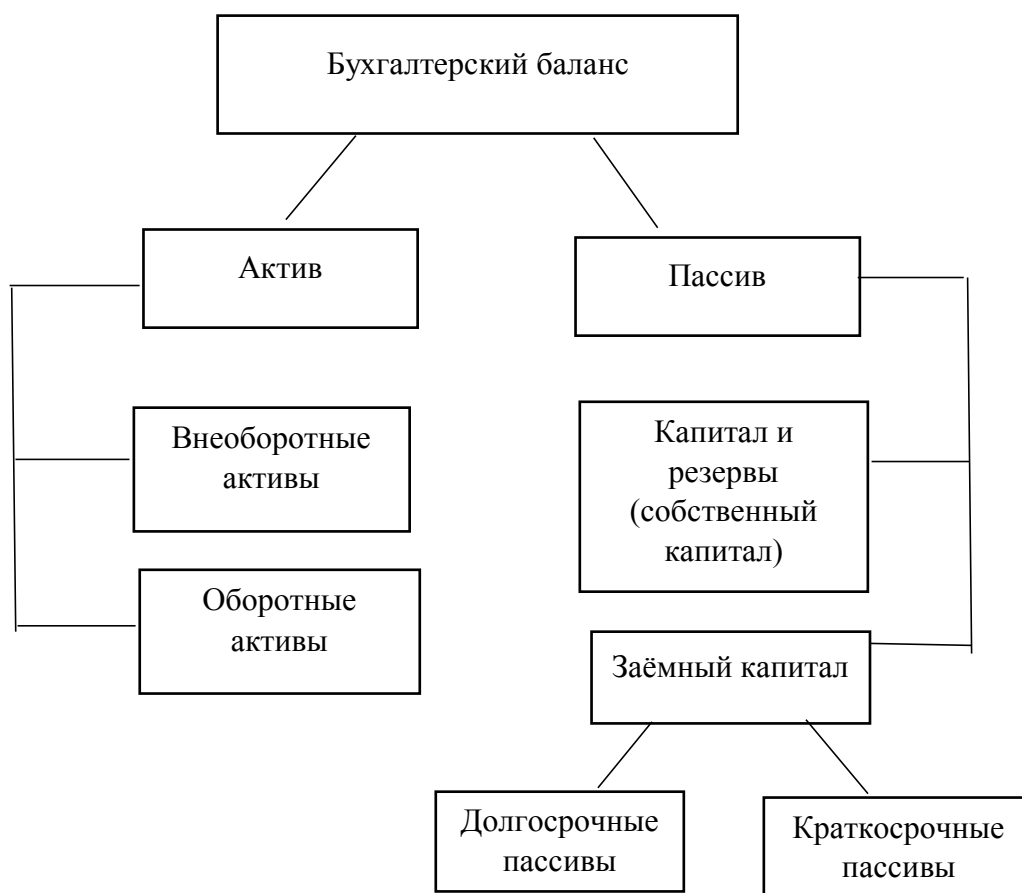 Бухгалтерский баланс
Актив
Пассив
Внеоборотные
активы
Капитал и
резервы
(собственный
капитал)
Оборотные
активы
Заёмный капитал
Долгосрочные
пассивы
Краткосрочные
пассивы